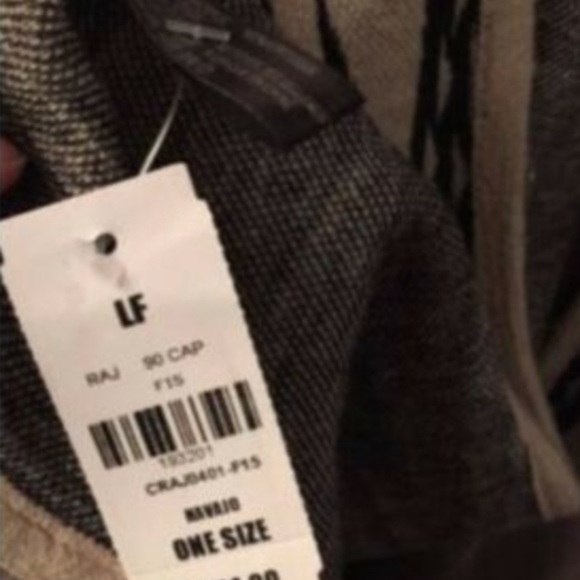 LF
RAJ 90 CAP
F15
193201
CRAJ0401-F15
NAVAJO
ONE SIZE